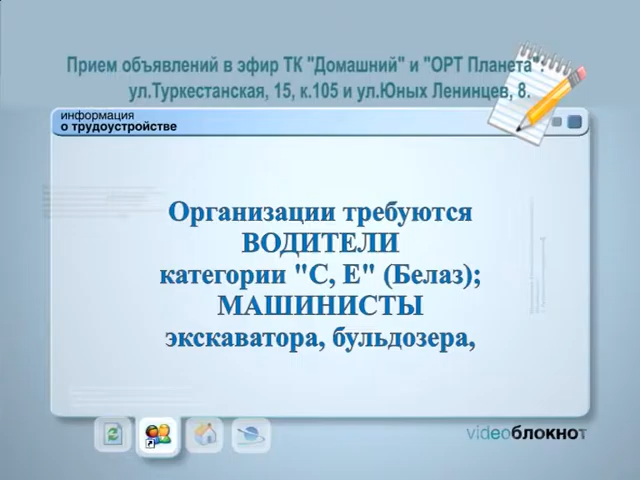 Прием объявлений в эфир ТК "Домашний" и "ОРТ Планета":
ул.Туркестанская, 15, к.105 и ул.Юных Ленинцев, 8.
информация
о трудоустройстве
Организации требуются
ВОДИТЕЛИ
категории "С, Е" (Белаз);
МАШИНИСТЫ
экскаватора, бульдозера,
videoблокнот